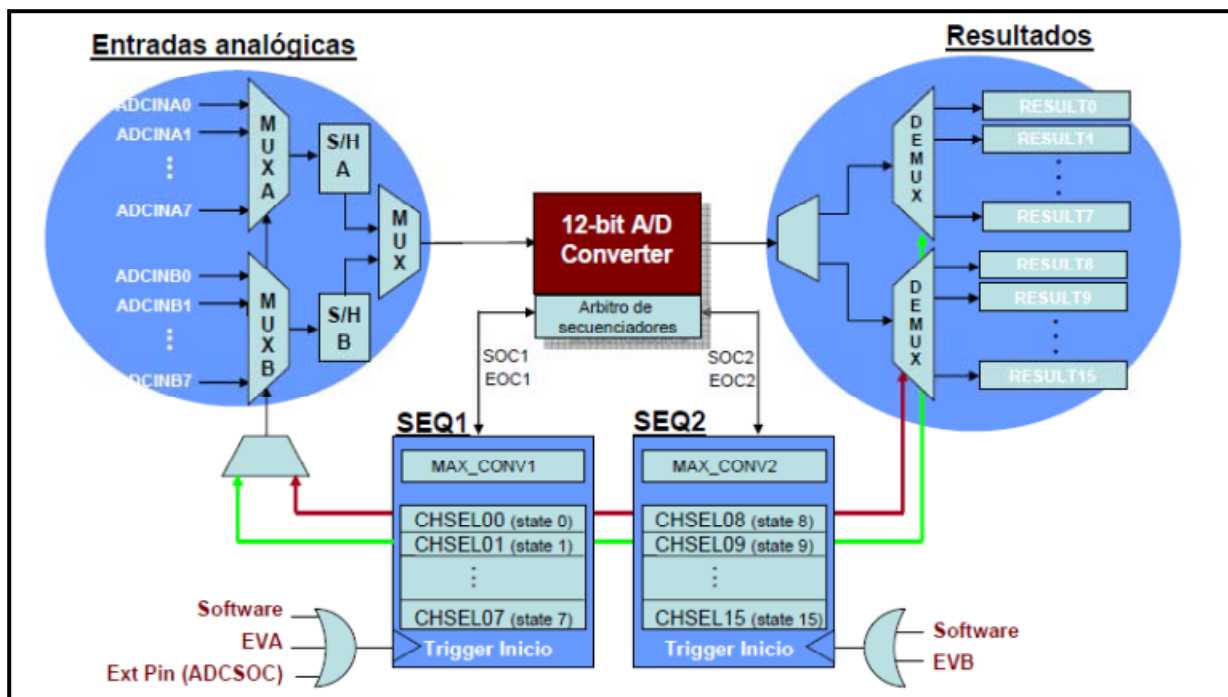 Entradas analógicas
Resultados
ADCINA0
ADCINA1
ADCINA7
MUXA
S/H
A
ADCINB0
ADCINB1
ADCINB7
MUXB
S/H
B
MUX
12-bit A/D
Converter
Arbitro de
secuenciadores
SOC1
EOC1
SOC2
EOC2
DEMUX
RESULT0
RESULT1
RESULT7
DEMUX
RESULT8
RESULT9
RESULT15
SEQ1
MAX_CONV1
CHSEL00 (state 0)
CHSEL01 (state 1)
CHSEL07 (state 7)
Trigger Inicio
SEQ2
MAX_CONV2
CHSEL08 (state 8)
CHSEL09 (state 9)
CHSEL15 (state 15)
Trigger Inicio
Software
EVA
Ext Pin (ADCSOC)
Software
EVB